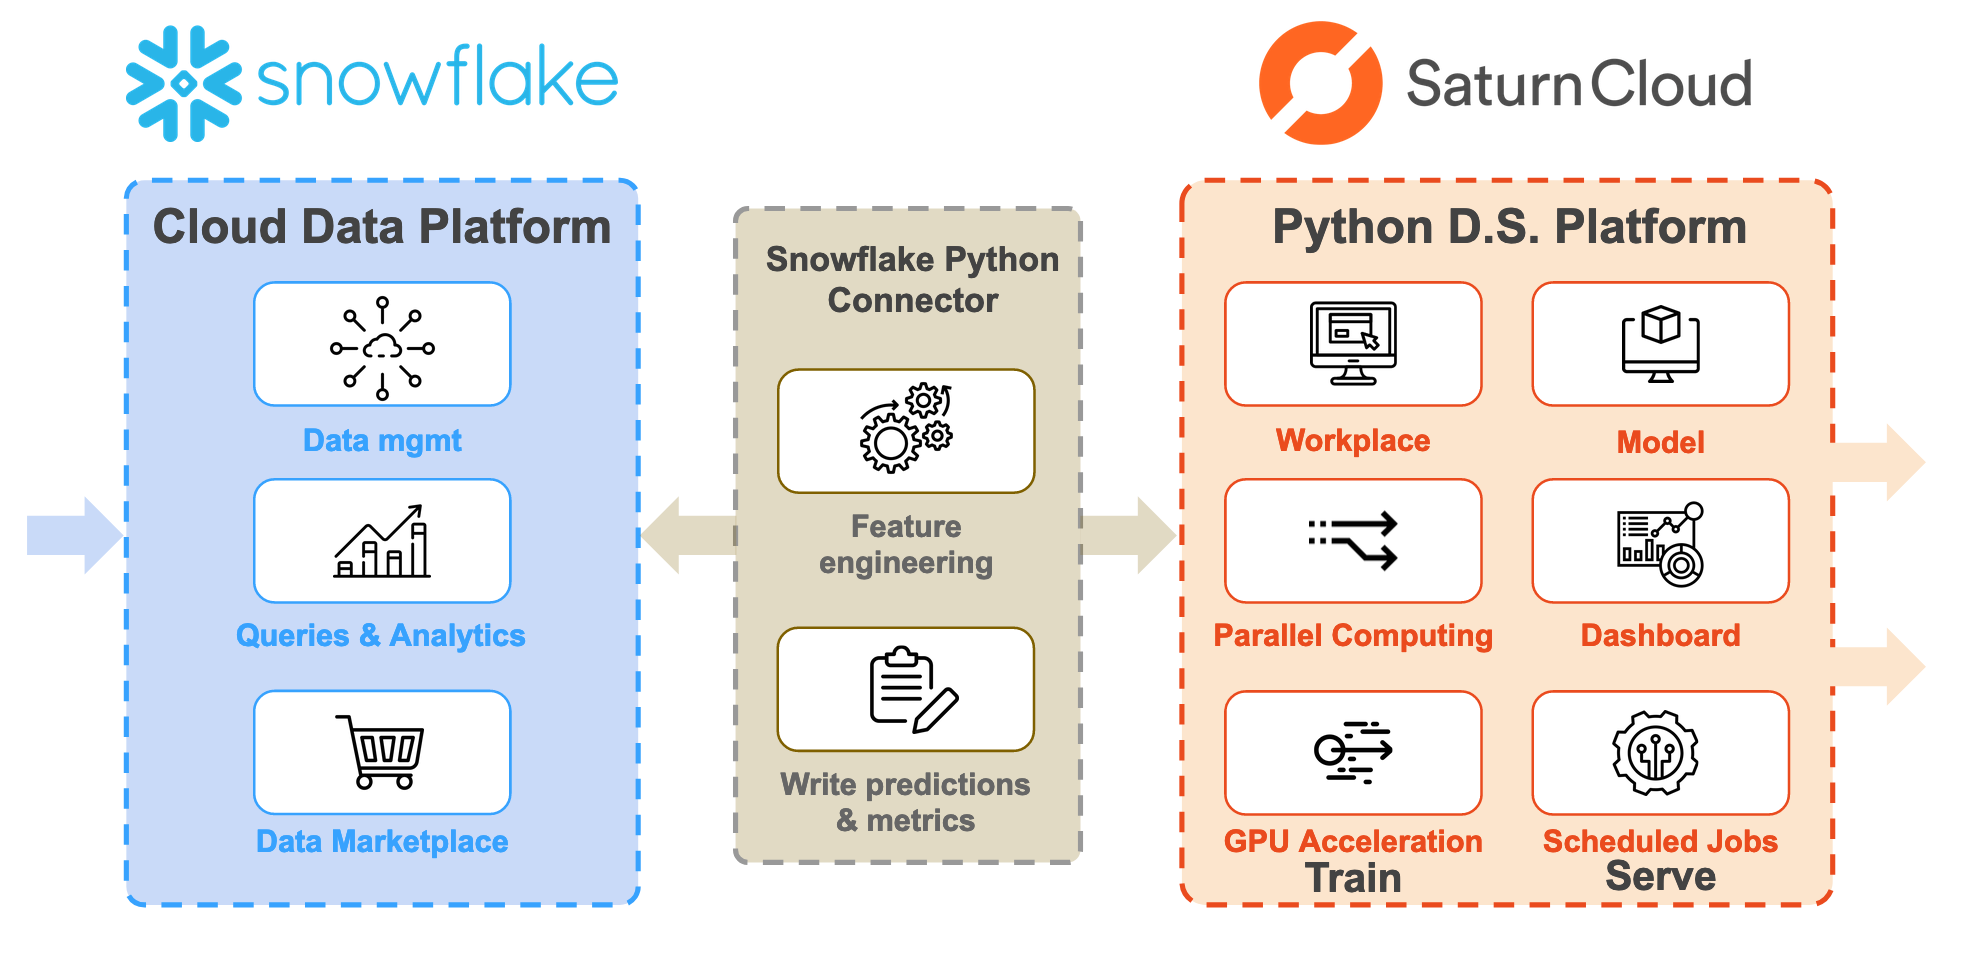 snowflake
SaturnCloud
Cloud Data Platform
Data mgmt
Queries & Analytics
Data Marketplace
Snowflake Python
Connector
Feature
engineering
Write predictions
& metrics
Python D.S. Platform
Workplace
Model
Parallel Computing
Dashboard
GPU Acceleration
Scheduled Jobs
Train
Serve